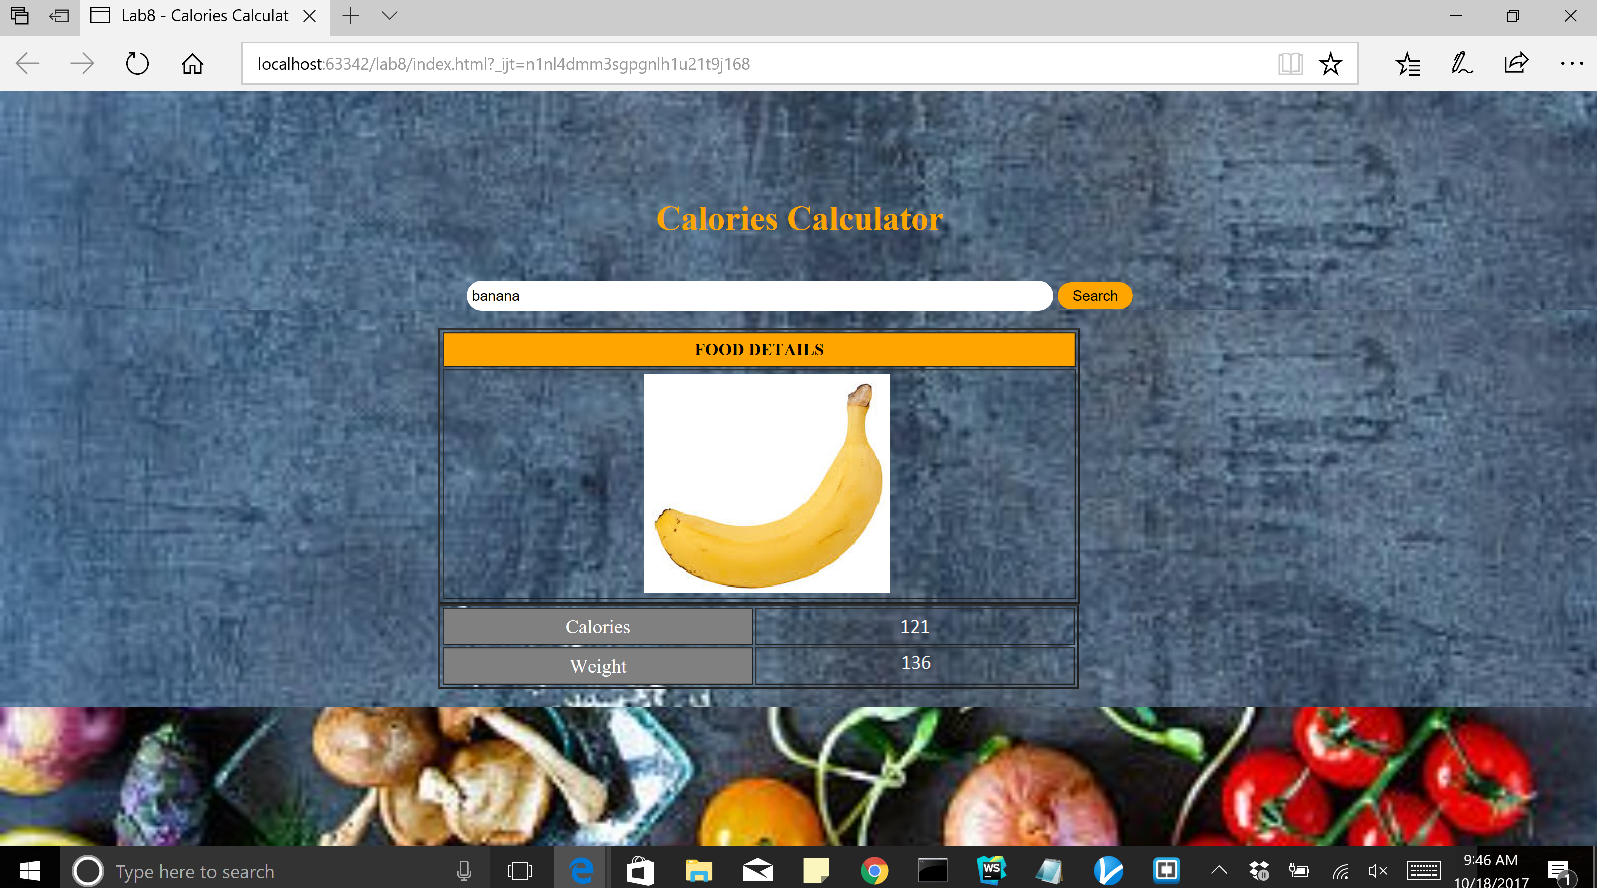 Lab8 - Calories Calculat
localhost:63342/lab8/index.html?_ijt=n1nl4dmm3sgpgnlh1u21t9j168
Calories Calculator
banana Search
FOOD DETAILS
Calories 121
Weight 136
Type here to search
WS
9:46 AM
10/18/2017
1